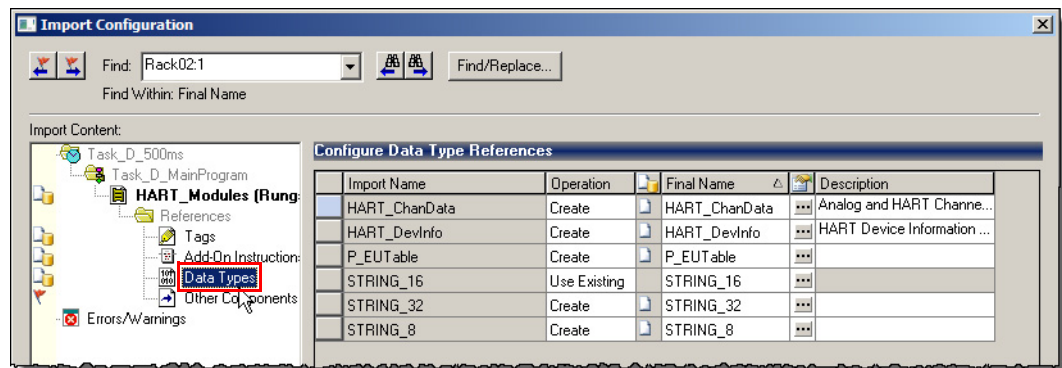 Import Configuration
Find: Rack02:1 Find/Replace...
Find Within: Final Name
Import Content:
Task_D_500ms
Task_D_MainProgram
HART_Modules (Rung
References
Tags
Add-On Instruction
Data Types
Other Components
Errors/Warnings
Configure Data Type References
Import Name Operation Final Name Description
HART_ChanData Create HART_ChanData ... Analog and HART Channe...
HART_DevInfo Create HART_DevInfo ... HART Device Information ...
P_EUTable Create P_EUTable ...
STRING_16 Use Existing STRING_16 ...
STRING_32 Create STRING_32 ...
STRING_8 Create STRING_8 ...